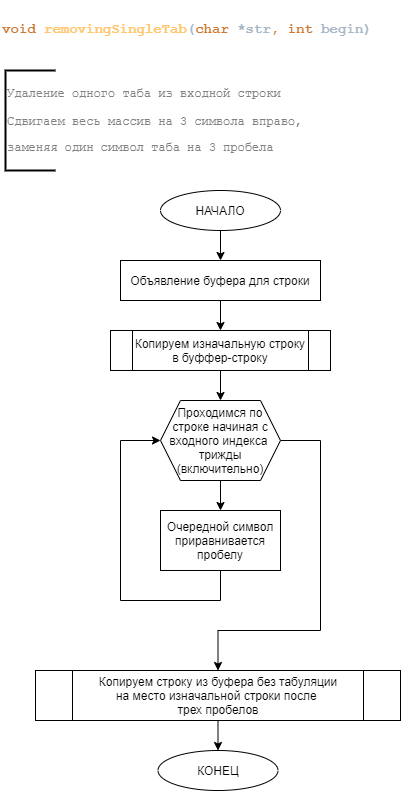 void removingSingleTab(char *str, int begin)
Удаление одного таба из входной строки
Сдвигаем весь массив на 3 символа вправо,
заменяя один символ таба на 3 пробела
НАЧАЛО
Объявление буфера для строки
Копируем изначальную строку
в буффер-строку
Проходимся по
строке начиная с
входного индекса
трижды
(включительно)
Очередной символ
приравнивается
пробелу
Копируем строку из буфера без табуляции
на место изначальной строки после
трех пробелов
КОНЕЦ